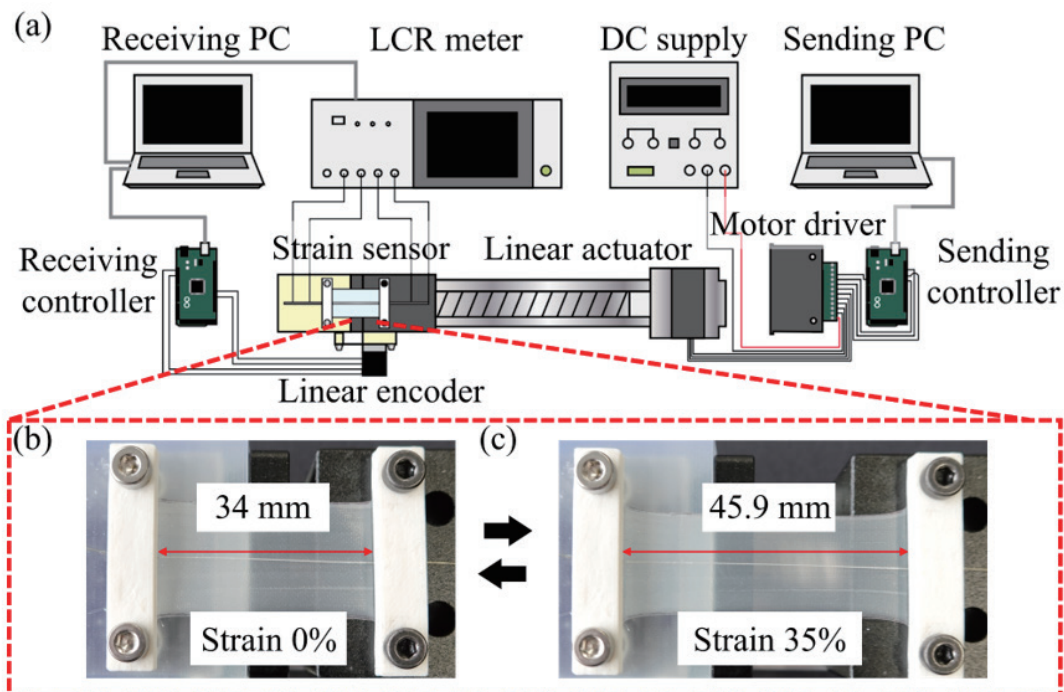 (a)
Receiving PC
LCR meter
DC supply
Sending PC
Receiving
controller
Strain sensor
Linear actuator
Motor driver
Sending
controller
Linear encoder
(b)
34 mm
Strain 0%
(c)
45.9 mm
Strain 35%